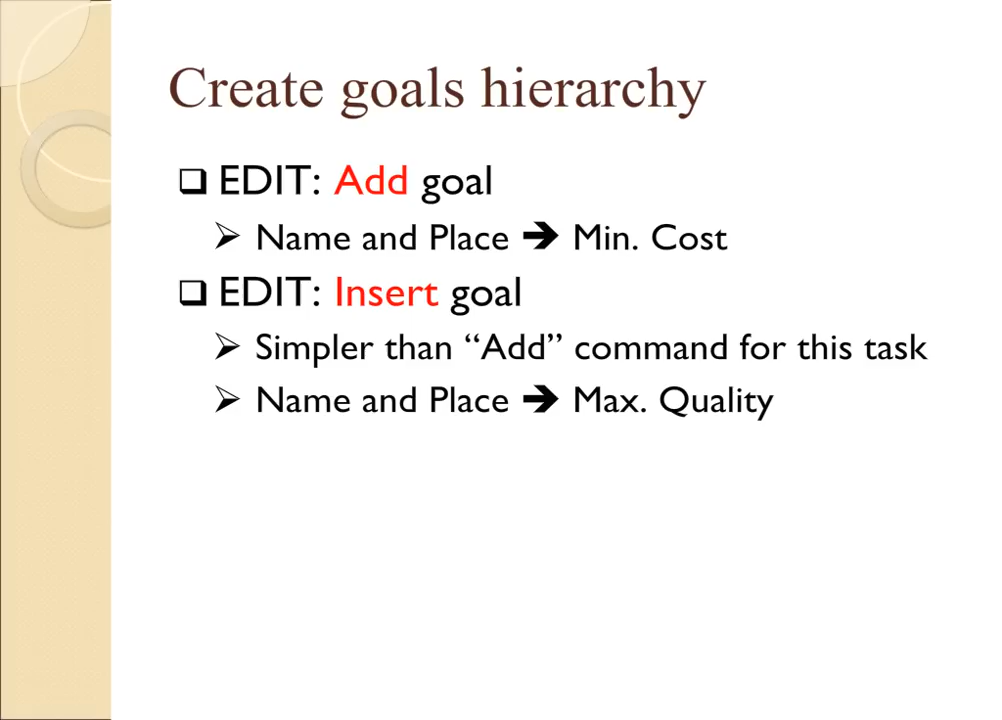 Create goals hierarchy
❑ EDIT: Add goal
➢ Name and Place ➔ Min. Cost
❑ EDIT: Insert goal
➢ Simpler than “Add” command for this task
➢ Name and Place ➔ Max. Quality